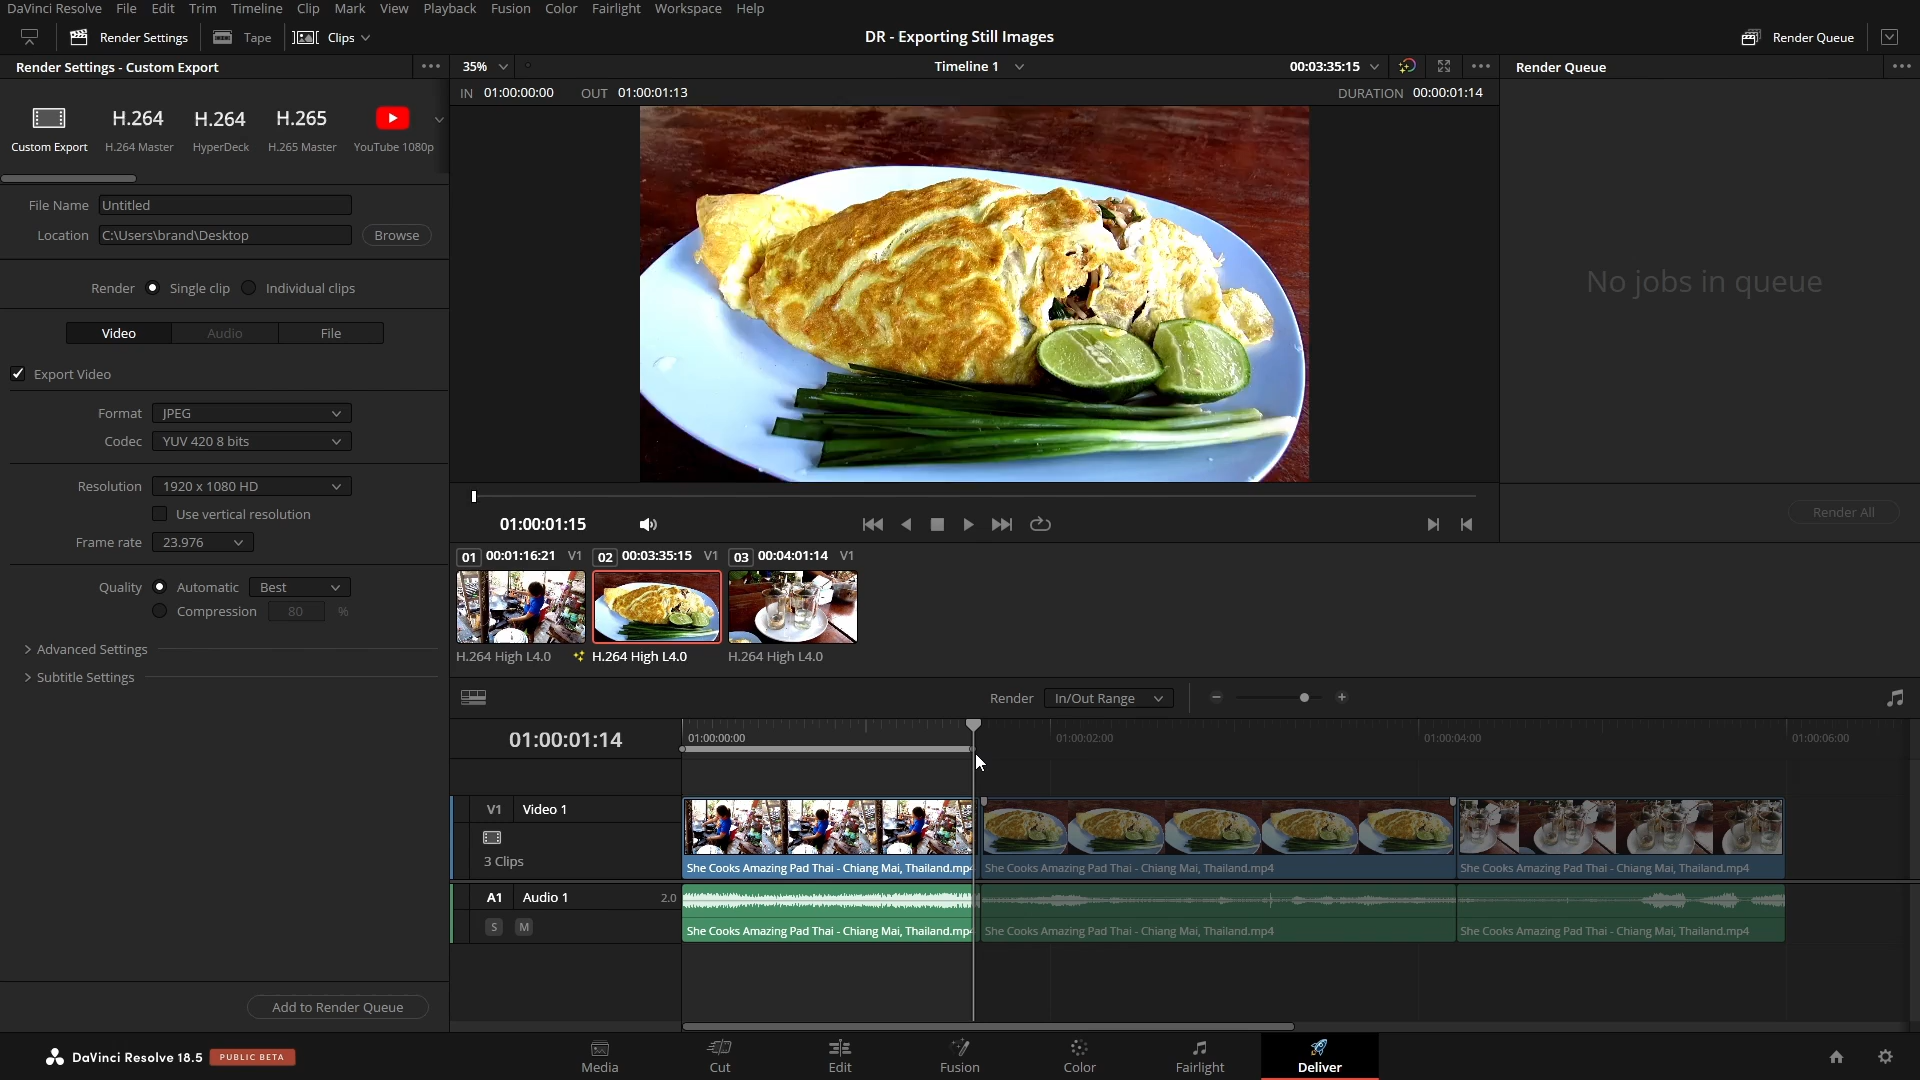 DaVinci Resolve File Edit Trim Timeline Clip Mark View Playback Fusion Color Fairlight Workspace Help
Render Settings Tape Clips DR - Exporting Still Images Render Queue
Render Settings - Custom Export 35% Timeline 1 00:03:35:15 Render Queue
IN 01:00:00:00 OUT 01:00:01:13 DURATION 00:00:01:14
H.264 H.264 H.265
Custom Export H.264 Master HyperDeck H.265 Master YouTube 1080p
File Name Untitled
Location C:\Users\brand\Desktop Browse
Render Single clip Individual clips
No jobs in queue
Video Audio File
Export Video
Format JPEG
Codec YUV 420 8 bits
Resolution 1920 x 1080 HD
Use vertical resolution
Render All
01:00:01:15
Frame rate 23.976
01 00:01:16:21 V1 02 00:03:35:15 V1 03 00:04:01:14 V1
Quality Automatic Best
Compression 80 %
Advanced Settings
H.264 High L4.0 H.264 High L4.0 H.264 High L4.0
Subtitle Settings
Render In/Out Range
01:00:01:14 01:00:00:00 01:00:02:00 01:00:04:00 01:00:06:00
V1 Video 1
3 Clips
She Cooks Amazing Pad Thai - Chiang Mai, Thailand.mp4 She Cooks Amazing Pad Thai - Chiang Mai, Thailand.mp4 She Cooks Amazing Pad Thai - Chiang Mai, Thailand.mp4
A1 Audio 1 2.0
S M
She Cooks Amazing Pad Thai - Chiang Mai, Thailand.mp4 She Cooks Amazing Pad Thai - Chiang Mai, Thailand.mp4 She Cooks Amazing Pad Thai - Chiang Mai, Thailand.mp4
Add to Render Queue
DaVinci Resolve 18.5 PUBLIC BETA
Media Cut Edit Fusion Color Fairlight Deliver